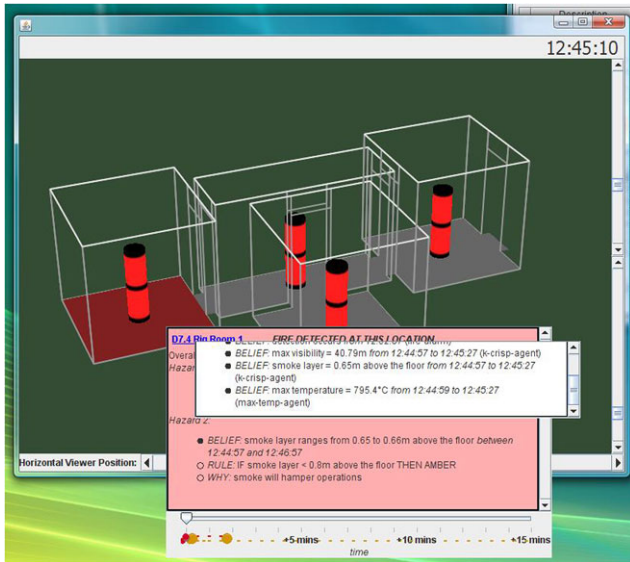 Description
12:45:10
D7.4 Rig Room 1 FIRE DETECTED AT THIS LOCATION
Overal
● BELIEF: max visibility = 40.79m from 12:44:57 to 12:45:27 (k-crisp-agent)
Hazar
● BELIEF: smoke layer = 0.65m above the floor from 12:44:57 to 12:45:27
(k-crisp-agent)
● BELIEF: max temperature = 795.4°C from 12:44:59 to 12:45:27
(max-temp-agent)
Hazard 2:
● BELIEF: smoke layer ranges from 0.65 to 0.66m above the floor between
12:44:57 and 12:46:57
○ RULE: IF smoke layer < 0.8m above the floor THEN AMBER
○ WHY: smoke will hamper operations
Horizontal Viewer Position:
+5 mins +10 mins +15 mins
time